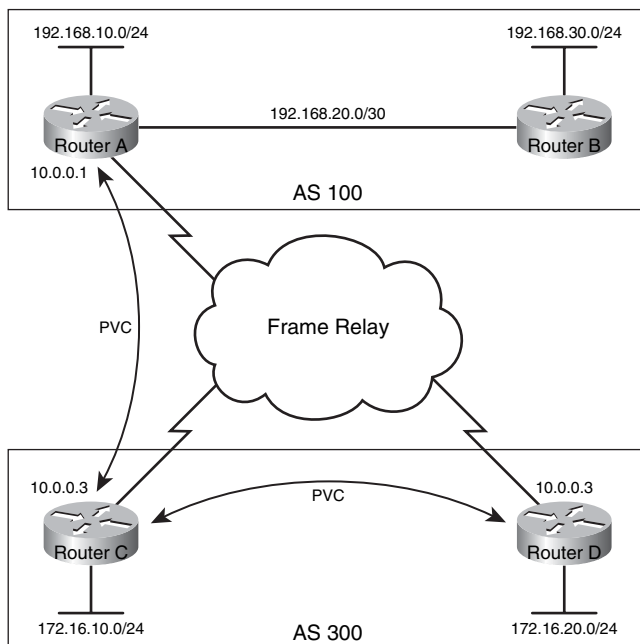 192.168.10.0/24
192.168.30.0/24
192.168.20.0/30
Router A
Router B
10.0.0.1
AS 100
PVC
Frame Relay
10.0.0.3
10.0.0.3
PVC
Router C
Router D
172.16.10.0/24
172.16.20.0/24
AS 300